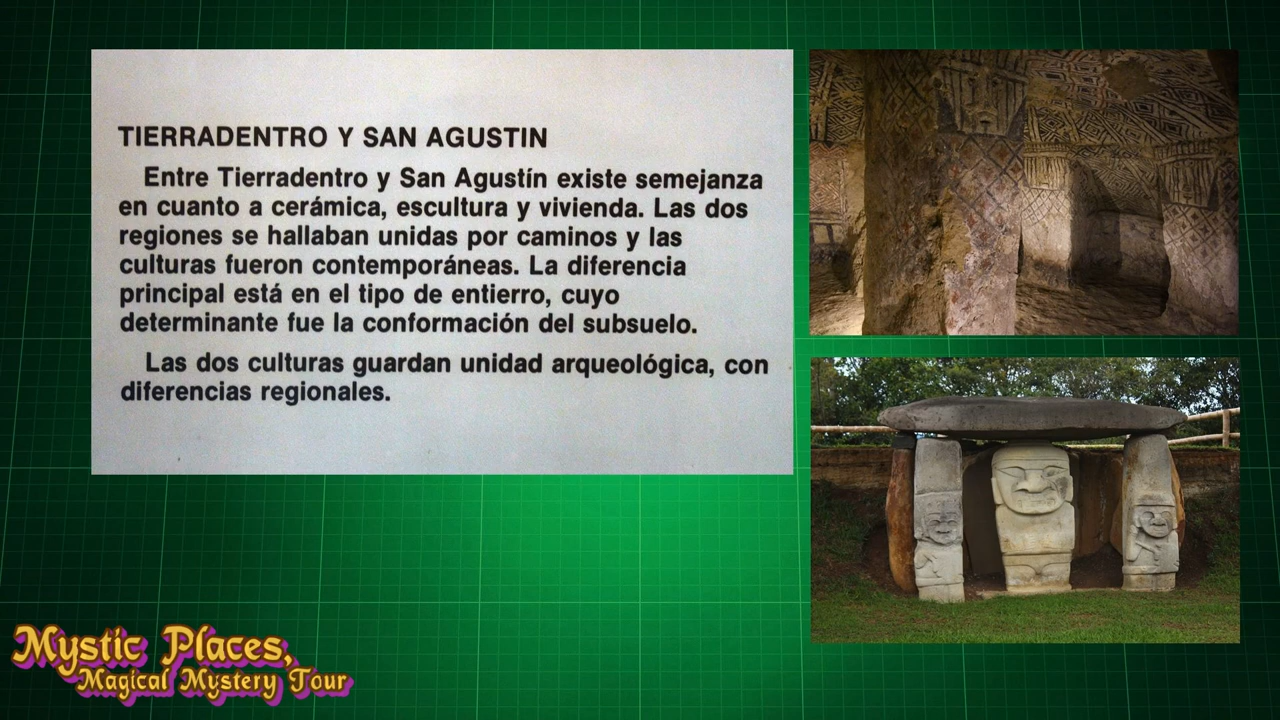 TIERRADENTRO Y SAN AGUSTIN
Entre Tierradentro y San Agustín existe semejanza
en cuanto a cerámica, escultura y vivienda. Las dos
regiones se hallaban unidas por caminos y las
culturas fueron contemporáneas. La diferencia
principal está en el tipo de entierro, cuyo
determinante fue la conformación del subsuelo.
Las dos culturas guardan unidad arqueológica, con
diferencias regionales.
Mystic Places,
Magical Mystery Tour